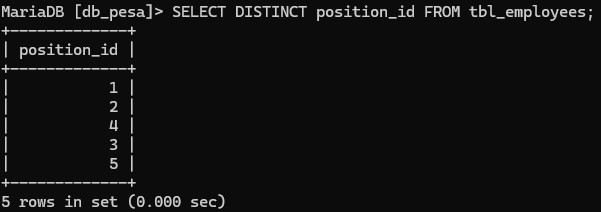 MariaDB [db_pesa]> SELECT DISTINCT position_id FROM tbl_employees;
+-------------+
| position_id |
+-------------+
|           1 |
|           2 |
|           4 |
|           3 |
|           5 |
+-------------+
5 rows in set (0.000 sec)